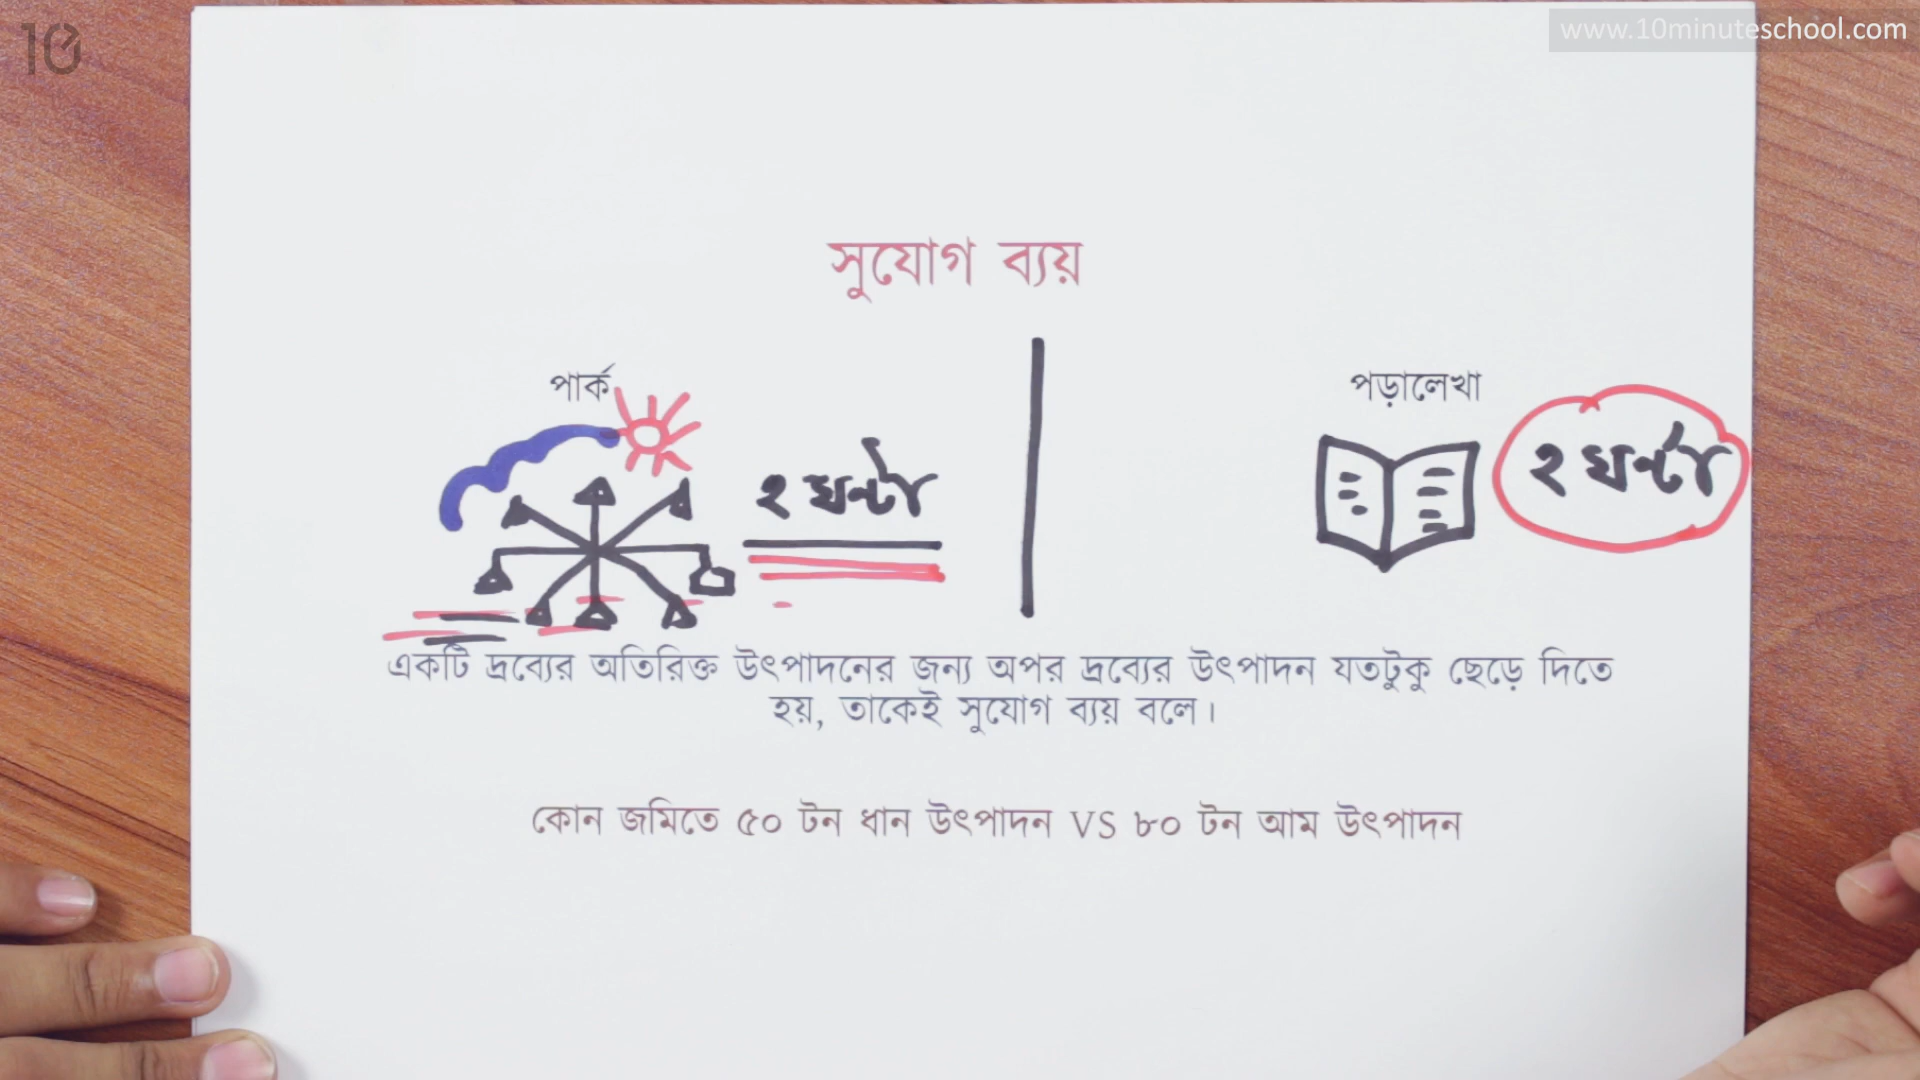 10
www.10minuteschool.com
সুযোগ ব্যয়
পার্ক
পড়ালেখা
২ ঘন্টা
২ ঘন্টা
একটি দ্রব্যের অতিরিক্ত উৎপাদনের জন্য অপর দ্রব্যের উৎপাদন যতটুকু ছেড়ে দিতে
হয়, তাকেই সুযোগ ব্যয় বলে।
কোন জমিতে ৫০ টন ধান উৎপাদন VS ৮০ টন আম উৎপাদন